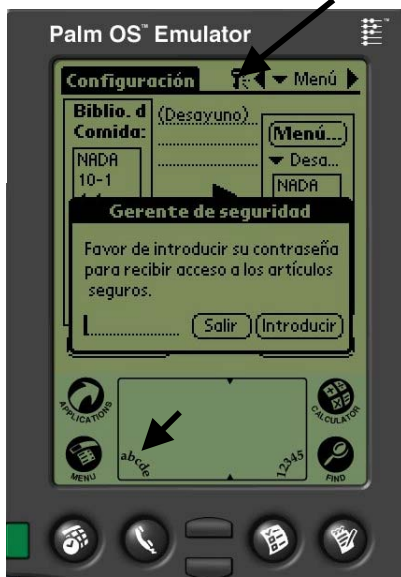 Palm OS™ Emulator
Configuración
Menú
Biblio. d
Comida:
(Desayuno)
Menú...
Desa...
NADA
10-1
NADA
Gerente de seguridad
Favor de introducir su contraseña
para recibir acceso a los artículos
seguros.
Salir
Introducir
APPLICATIONS
CALCULATOR
abcde
12345
MENU
FIND